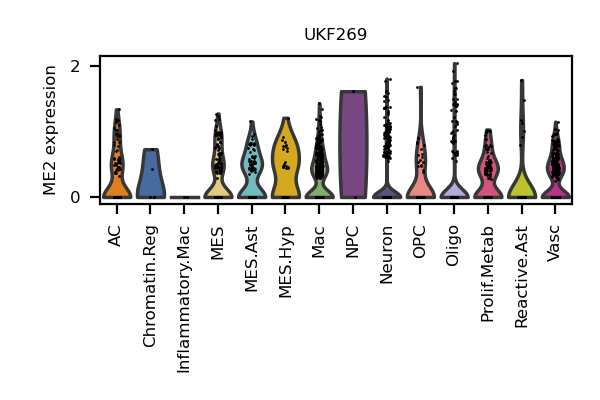 UKF269
ME2 expression
2
0
AC
Chromatin.Reg
Inflammatory.Mac
MES
MES.Ast
MES.Hyp
Mac
NPC
Neuron
OPC
Oligo
Prolif.Metab
Reactive.Ast
Vasc